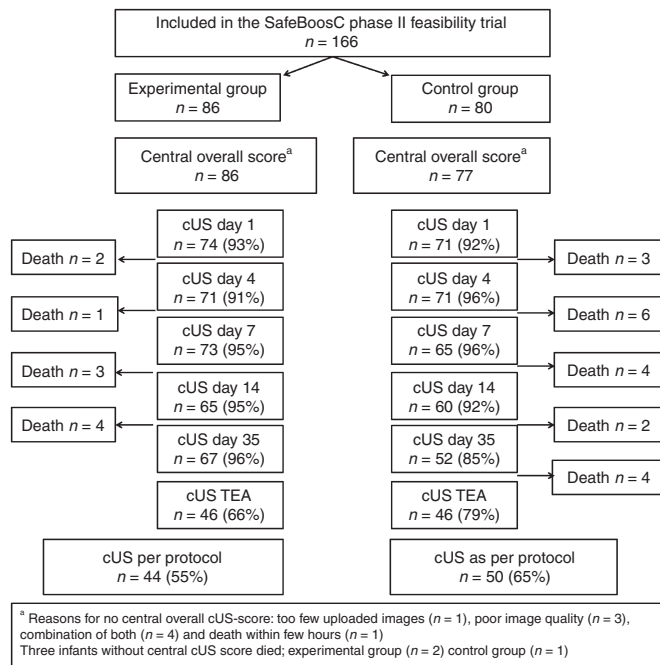 Included in the SafeBoosC phase II feasibility trial
n = 166
Experimental group
n = 86
Control group
n = 80
Central overall score^a
n = 86
Central overall score^a
n = 77
cUS day 1
n = 74 (93%)
cUS day 1
n = 71 (92%)
Death n = 2
Death n = 3
cUS day 4
n = 71 (91%)
cUS day 4
n = 71 (96%)
Death n = 1
Death n = 6
cUS day 7
n = 73 (95%)
cUS day 7
n = 65 (96%)
Death n = 3
Death n = 4
cUS day 14
n = 65 (95%)
cUS day 14
n = 60 (92%)
Death n = 4
Death n = 2
cUS day 35
n = 67 (96%)
cUS day 35
n = 52 (85%)
Death n = 4
cUS TEA
n = 46 (66%)
cUS TEA
n = 46 (79%)
cUS per protocol
n = 44 (55%)
cUS as per protocol
n = 50 (65%)
^a Reasons for no central overall cUS-score: too few uploaded images (n = 1), poor image quality (n = 3),
combination of both (n = 4) and death within few hours (n = 1)
Three infants without central cUS score died; experimental group (n = 2) control group (n = 1)